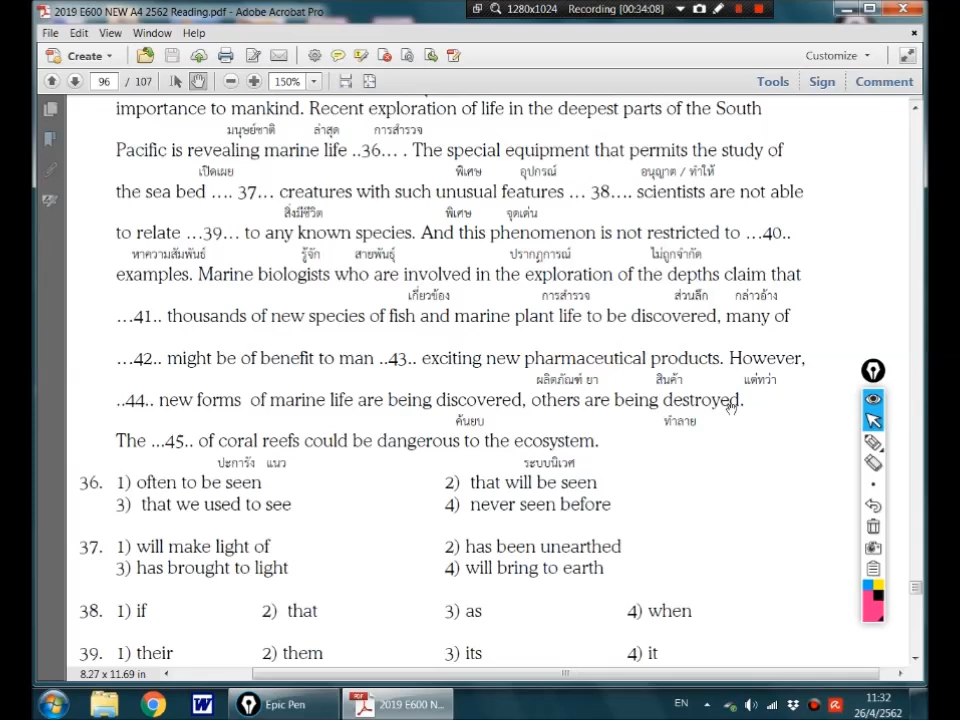 2019 E600 NEW A4 2562 Reading.pdf - Adobe Acrobat Pro
1280x1024 Recording [00:34:08]
File Edit View Window Help
Create Customize
96 / 107 150% Tools Sign Comment
importance to mankind. Recent exploration of life in the deepest parts of the South
มนุษย์ชาติ ล่าสุด การสำรวจ
Pacific is revealing marine life ..36... . The special equipment that permits the study of
เปิดเผย พิเศษ อุปกรณ์ อนุญาต / ทำให้
the sea bed .... 37... creatures with such unusual features ... 38.... scientists are not able
สิ่งมีชีวิต พิเศษ จุดเด่น
to relate ...39... to any known species. And this phenomenon is not restricted to ...40..
หาความสัมพันธ์ รู้จัก สายพันธุ์ ปรากฏการณ์ ไม่ถูกจำกัด
examples. Marine biologists who are involved in the exploration of the depths claim that
เกี่ยวข้อง การสำรวจ ส่วนลึก กล่าวอ้าง
...41.. thousands of new species of fish and marine plant life to be discovered, many of
...42.. might be of benefit to man ..43.. exciting new pharmaceutical products. However,
ผลิตภัณฑ์ ยา สินค้า แต่ทว่า
..44.. new forms of marine life are being discovered, others are being destroyed.
ค้นยบ ทำลาย
The ...45.. of coral reefs could be dangerous to the ecosystem.
ปะการัง แนว ระบบนิเวศ
36. 1) often to be seen 2) that will be seen
3) that we used to see 4) never seen before
37. 1) will make light of 2) has been unearthed
3) has brought to light 4) will bring to earth
38. 1) if 2) that 3) as 4) when
39. 1) their 2) them 3) its 4) it
8.27 x 11.69 in
Epic Pen 2019 E600 N... EN 11:32
26/4/2562